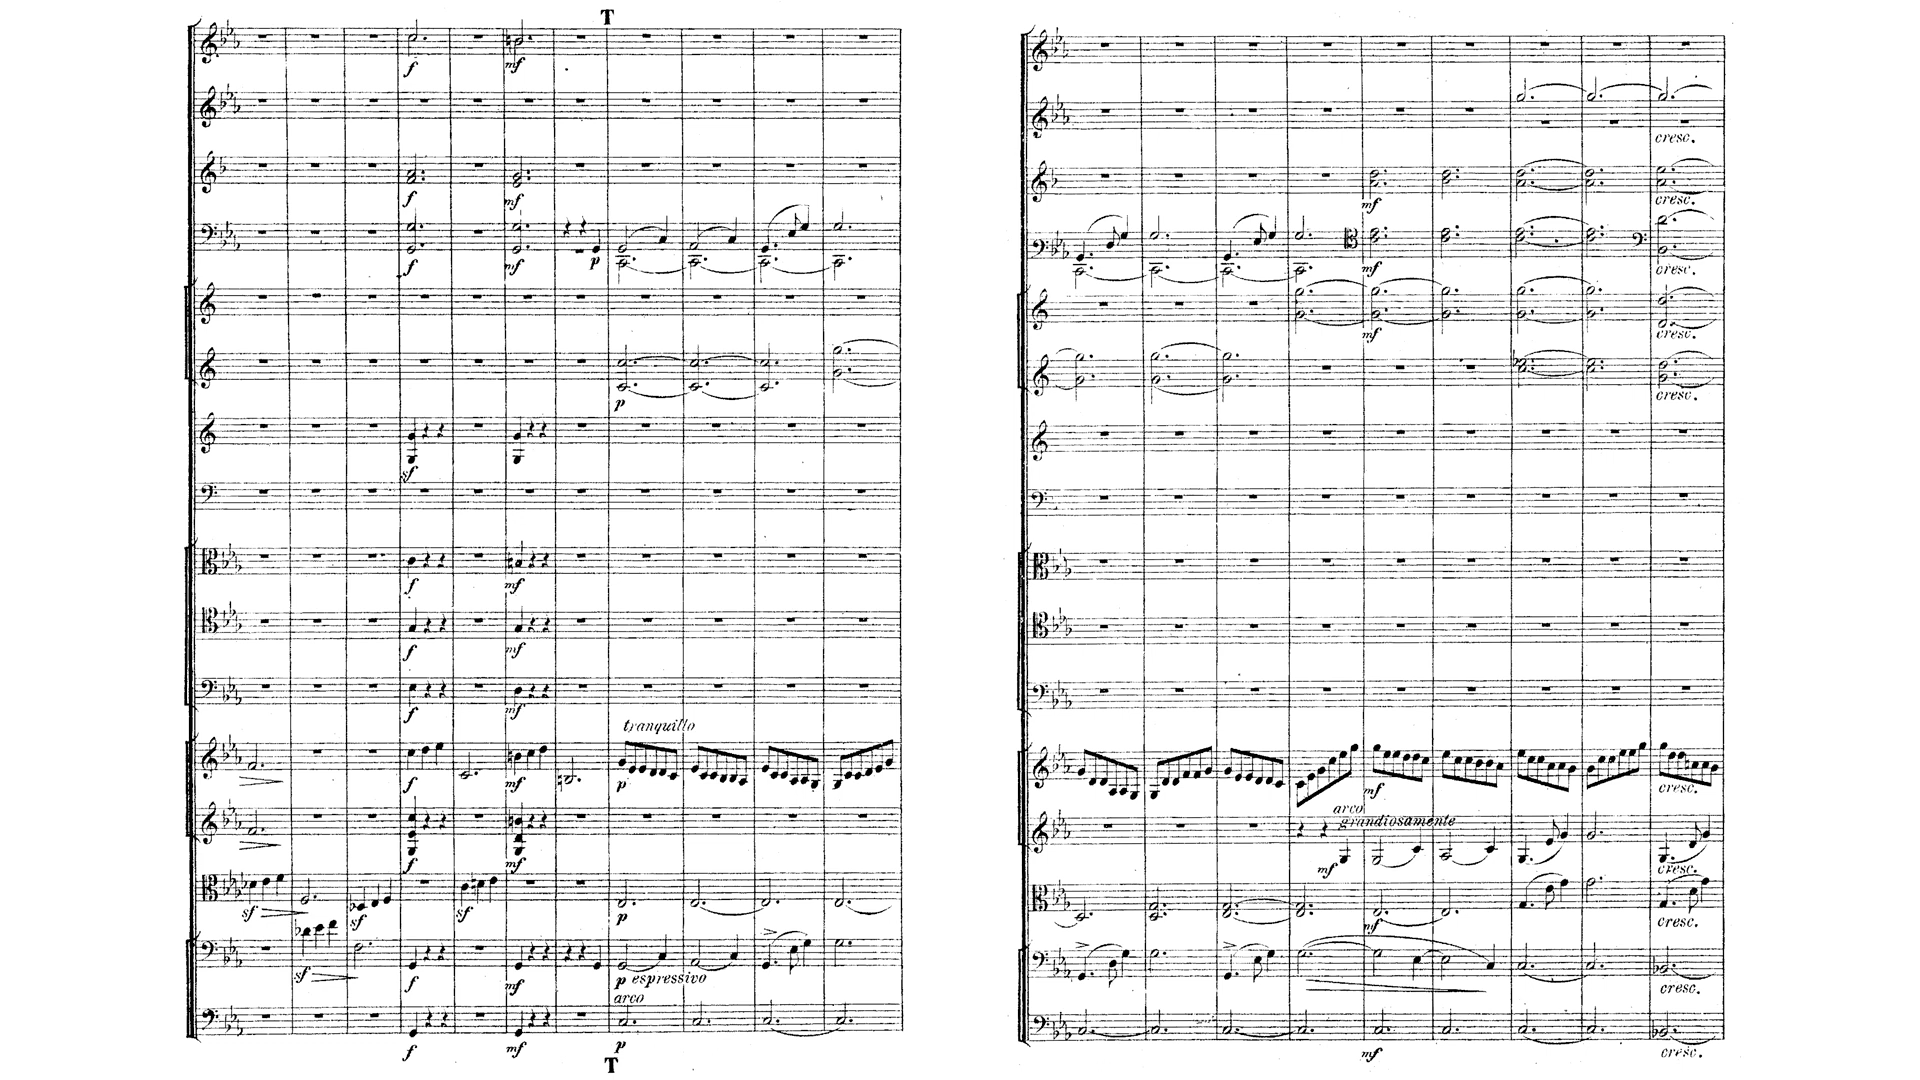 T
f mf
f mf
f mf p
p
sf
f mf
f mf
f mf
tranquillo
f mf p
f mf
sf sf sf p
sf f mf p espressivo
arco
f mf p
T
cresc.
mf cresc.
mf cresc.
mf cresc.
cresc.
mf cresc.
arco
grandiosamente
mf cresc.
mf cresc.
cresc.
mf cresc.